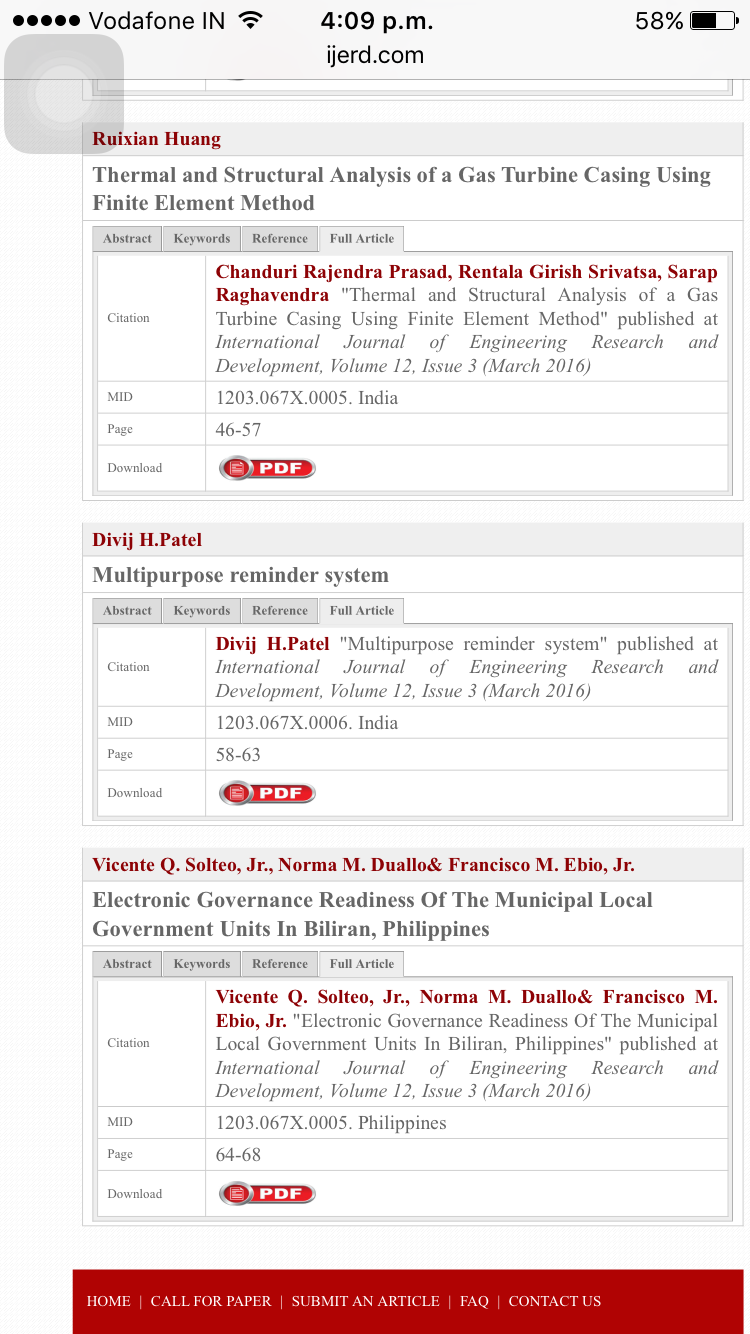 Vodafone IN 4:09 p.m. 58%
ijerd.com
Ruixian Huang
Thermal and Structural Analysis of a Gas Turbine Casing Using
Finite Element Method
Abstract Keywords Reference Full Article
Citation
Chanduri Rajendra Prasad, Rentala Girish Srivatsa, Sarap
Raghavendra "Thermal and Structural Analysis of a Gas
Turbine Casing Using Finite Element Method" published at
International Journal of Engineering Research and
Development, Volume 12, Issue 3 (March 2016)
MID 1203.067X.0005. India
Page 46-57
Download PDF
Divij H.Patel
Multipurpose reminder system
Abstract Keywords Reference Full Article
Citation
Divij H.Patel "Multipurpose reminder system" published at
International Journal of Engineering Research and
Development, Volume 12, Issue 3 (March 2016)
MID 1203.067X.0006. India
Page 58-63
Download PDF
Vicente Q. Solteo, Jr., Norma M. Duallo& Francisco M. Ebio, Jr.
Electronic Governance Readiness Of The Municipal Local
Government Units In Biliran, Philippines
Abstract Keywords Reference Full Article
Citation
Vicente Q. Solteo, Jr., Norma M. Duallo& Francisco M.
Ebio, Jr. "Electronic Governance Readiness Of The Municipal
Local Government Units In Biliran, Philippines" published at
International Journal of Engineering Research and
Development, Volume 12, Issue 3 (March 2016)
MID 1203.067X.0005. Philippines
Page 64-68
Download PDF
HOME | CALL FOR PAPER | SUBMIT AN ARTICLE | FAQ | CONTACT US